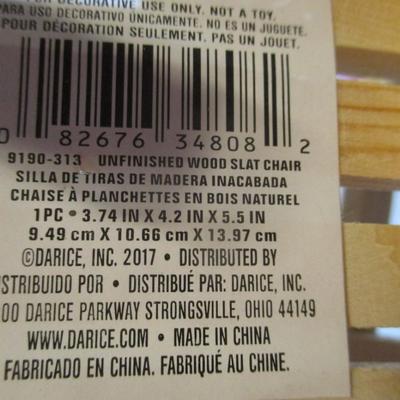 DECORATIVE USE ONLY. NOT A TOY.
PARA USO DECORATIVO ÚNICAMENTE. NO ES UN JUGUETE.
POUR DÉCORATION SEULEMENT. PAS UN JOUET.
0 82676 34808 2
9190-313 UNFINISHED WOOD SLAT CHAIR
SILLA DE TIRAS DE MADERA INACABADA
CHAISE À PLANCHETTES EN BOIS NATUREL
1PC • 3.74 IN X 4.2 IN X 5.5 IN
9.49 cm X 10.66 cm X 13.97 cm
©DARICE, INC. 2017 • DISTRIBUTED BY
STRIBUIDO POR • DISTRIBUÉ PAR: DARICE, INC.
00 DARICE PARKWAY STRONGSVILLE, OHIO 44149
WWW.DARICE.COM • MADE IN CHINA
FABRICADO EN CHINA. FABRIQUÉ AU CHINE.